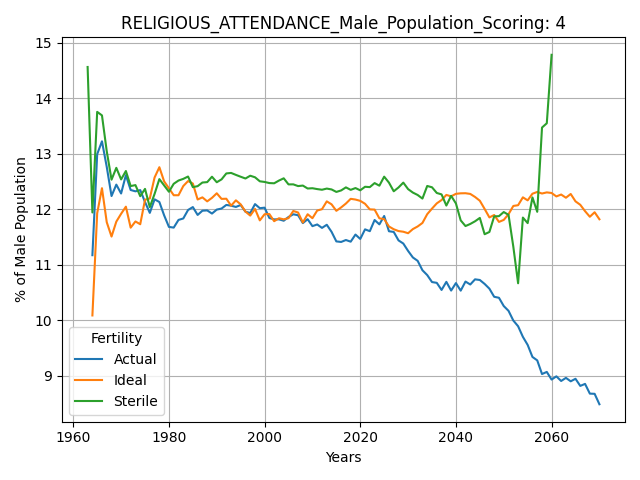 RELIGIOUS_ATTENDANCE_Male_Population_Scoring: 4
% of Male Population
15
14
13
12
11
10
9
Fertility
Actual
Ideal
Sterile
1960 1980 2000 2020 2040 2060
Years